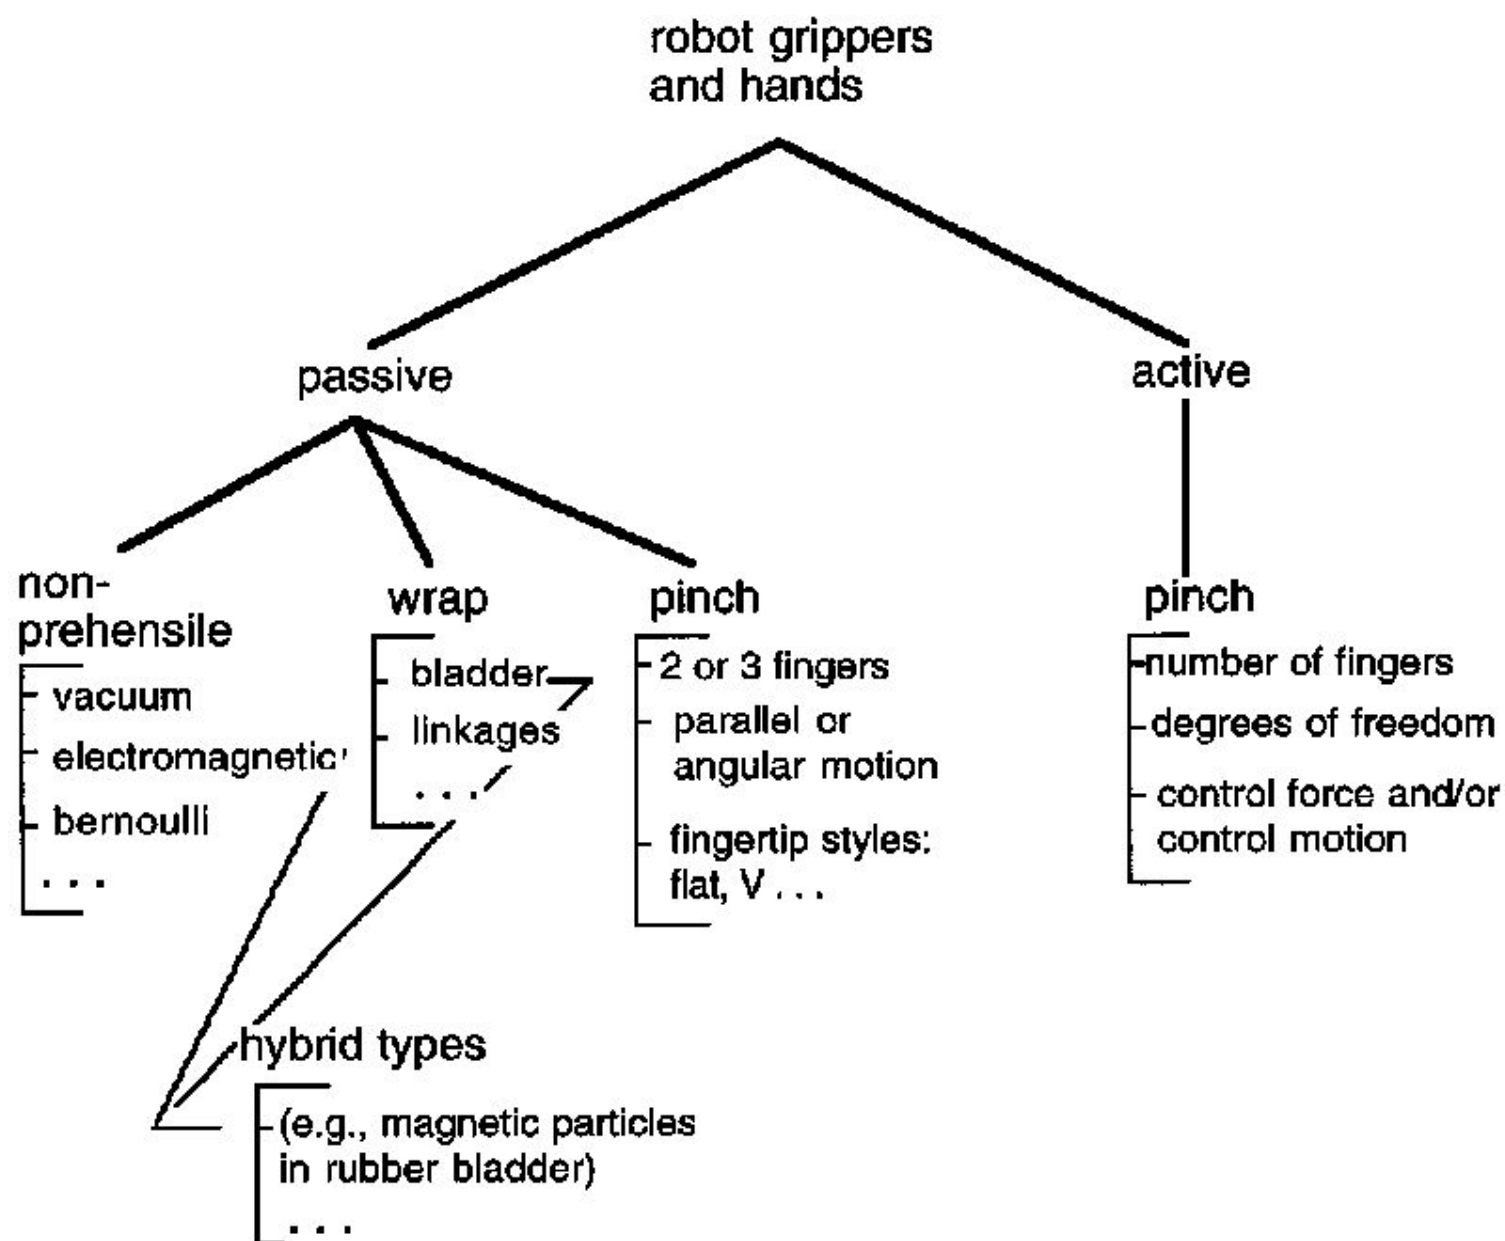 robot grippers
and hands
passive
active
non-
prehensile
vacuum
electromagnetic
bernoulli
. . .
wrap
bladder
linkages
. . .
pinch
2 or 3 fingers
parallel or
angular motion
fingertip styles:
flat, V . . .
pinch
number of fingers
degrees of freedom
control force and/or
control motion
hybrid types
(e.g., magnetic particles
in rubber bladder)
. . .